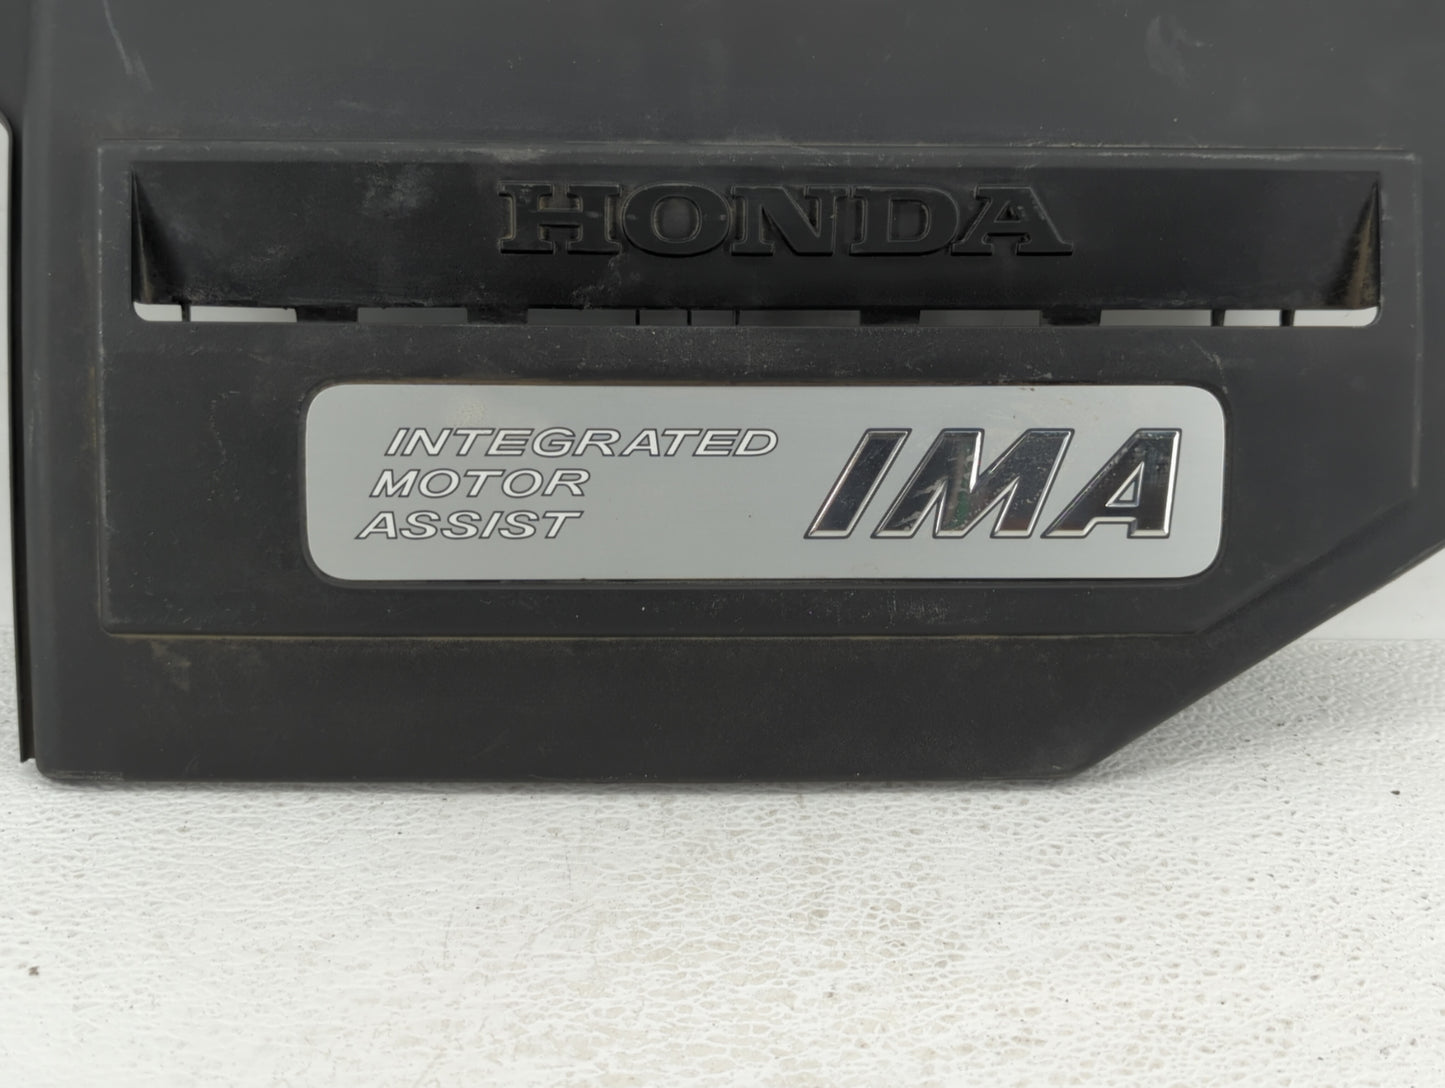 HONDA
INTEGRATED
MOTOR
ASSIST
IMA